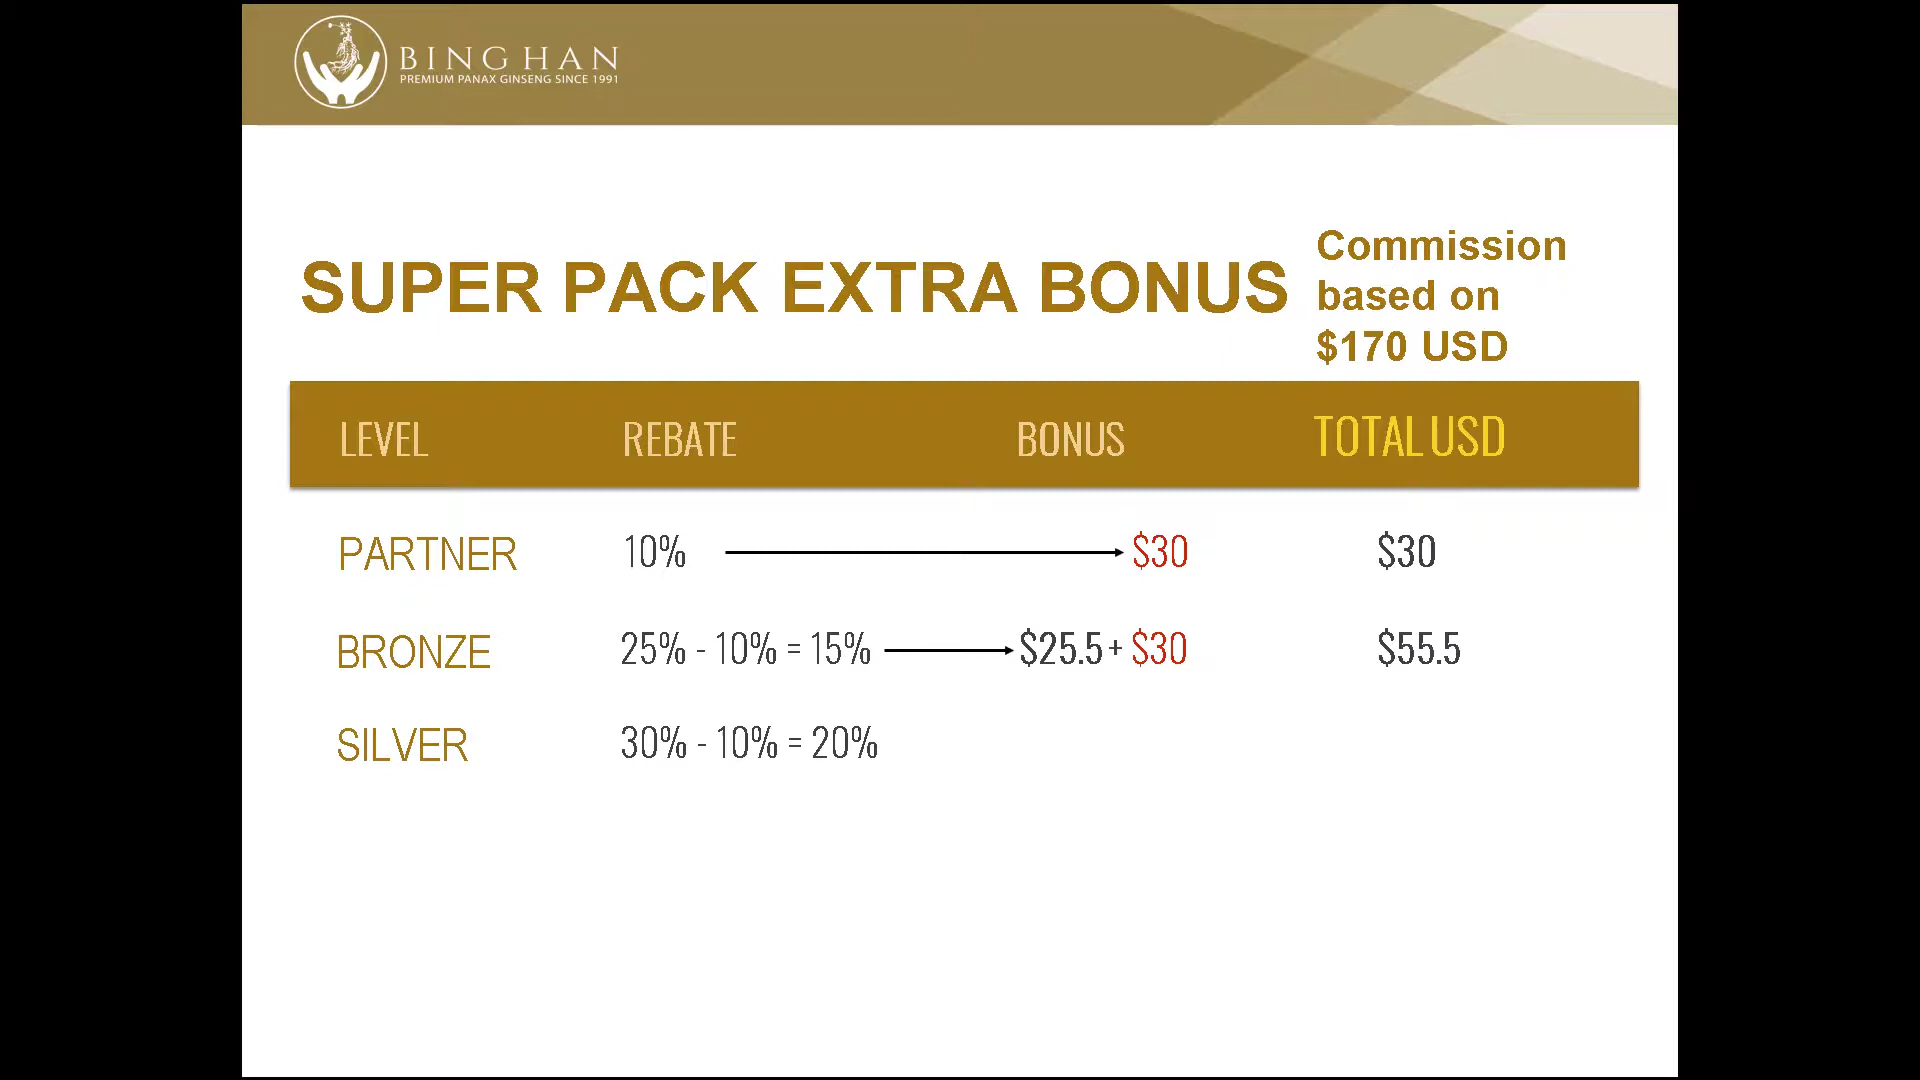 BINGHAN
PREMIUM PANAX GINSENG SINCE 1991
SUPER PACK EXTRA BONUS
Commission
based on
$170 USD
LEVEL REBATE BONUS TOTAL USD
PARTNER 10% $30 $30
BRONZE 25% - 10% = 15% $25.5 + $30 $55.5
SILVER 30% - 10% = 20%